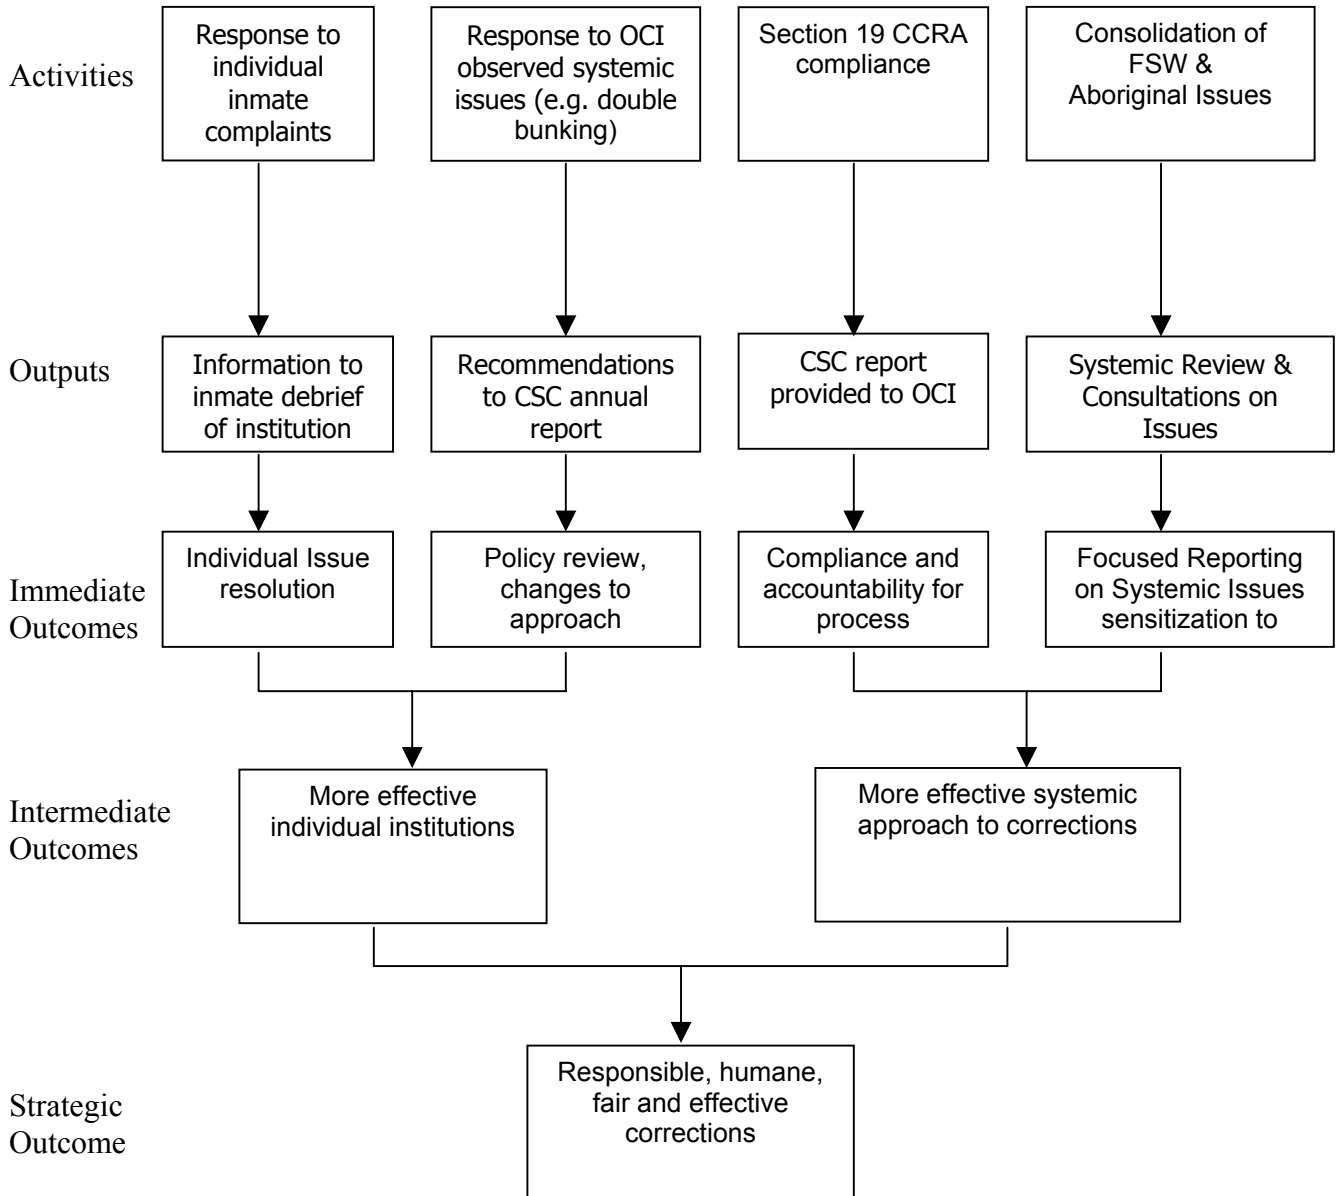 Activities
Response to
individual
inmate
complaints
Response to OCI
observed systemic
issues (e.g. double
bunking)
Section 19 CCRA
compliance
Consolidation of
FSW &
Aboriginal Issues
Outputs
Information to
inmate debrief
of institution
Recommendations
to CSC annual
report
CSC report
provided to OCI
Systemic Review &
Consultations on
Issues
Immediate
Outcomes
Individual Issue
resolution
Policy review,
changes to
approach
Compliance and
accountability for
process
Focused Reporting
on Systemic Issues
sensitization to
Intermediate
Outcomes
More effective
individual institutions
More effective systemic
approach to corrections
Strategic
Outcome
Responsible, humane,
fair and effective
corrections